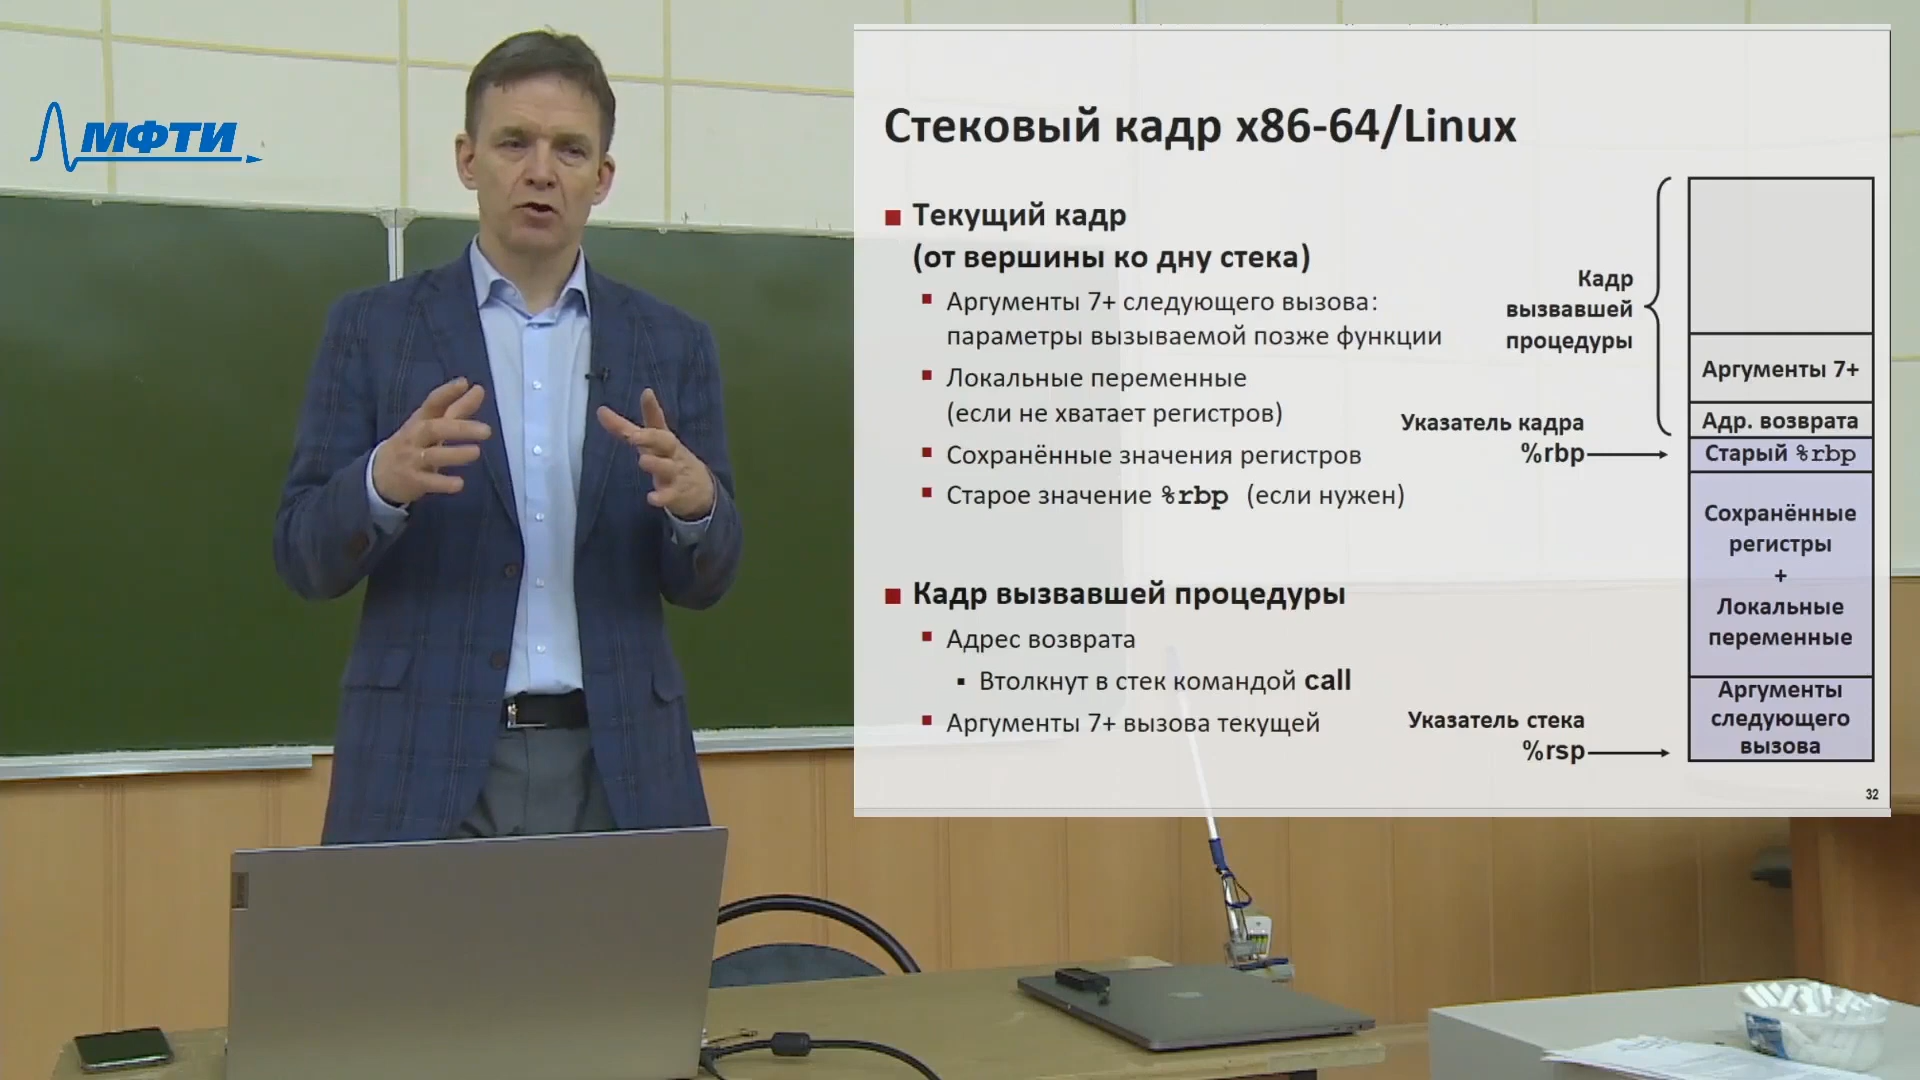 МФТИ
Стековый кадр x86-64/Linux
Текущий кадр
(от вершины ко дну стека)
Аргументы 7+ следующего вызова:
параметры вызываемой позже функции
Локальные переменные
(если не хватает регистров)
Сохранённые значения регистров
Старое значение %rbp (если нужен)
Кадр вызвавшей процедуры
Адрес возврата
Втолкнут в стек командой call
Аргументы 7+ вызова текущей
Кадр
вызвавшей
процедуры
Указатель кадра
%rbp
Указатель стека
%rsp
Аргументы 7+
Адр. возврата
Старый %rbp
Сохранённые
регистры
+
Локальные
переменные
Аргументы
следующего
вызова
32